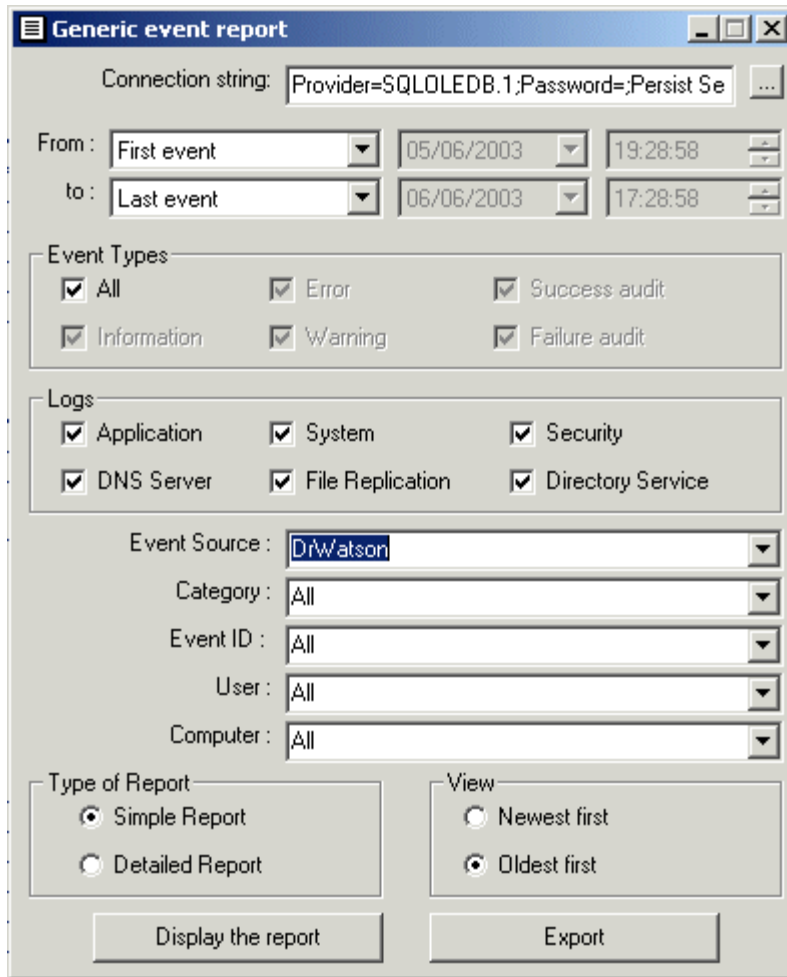 Generic event report
Connection string: Provider=SQLOLEDB.1;Password=;Persist Se ...
From : First event 05/06/2003 19:28:58
to : Last event 06/06/2003 17:28:58
Event Types
All Error Success audit
Information Warning Failure audit
Logs
Application System Security
DNS Server File Replication Directory Service
Event Source : DrWatson
Category : All
Event ID : All
User : All
Computer : All
Type of Report View
Simple Report Newest first
Detailed Report Oldest first
Display the report Export